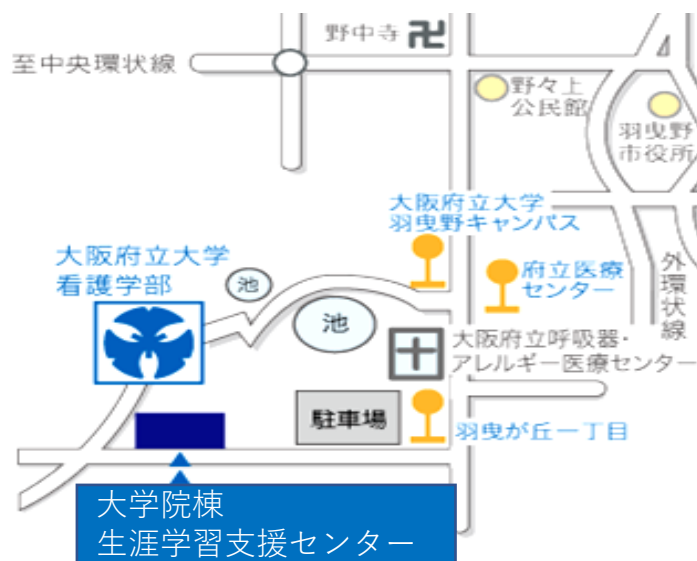 野中寺 卍
至中央環状線
野々上
公民館
羽曳野
市役所
大阪府立大学
羽曳野キャンパス
大阪府立大学
看護学部
池
府立医療
センター
外環状線
池
大阪府立呼吸器・
アレルギー医療センター
駐車場
羽曳が丘一丁目
大学院棟
生涯学習支援センター